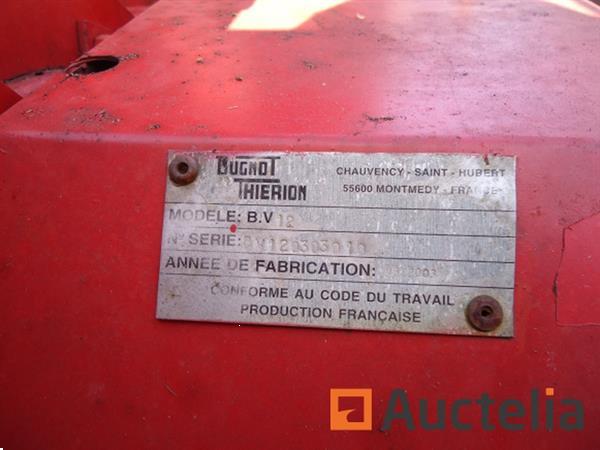 BUGNOT
THIERION
CHAUVENCY - SAINT - HUBERT
55600 MONTMEDY - FRANCE
MODELE: B.V 12
N° SERIE:
ANNEE DE FABRICATION: 2003
CONFORME AU CODE DU TRAVAIL
PRODUCTION FRANÇAISE
Auctelia